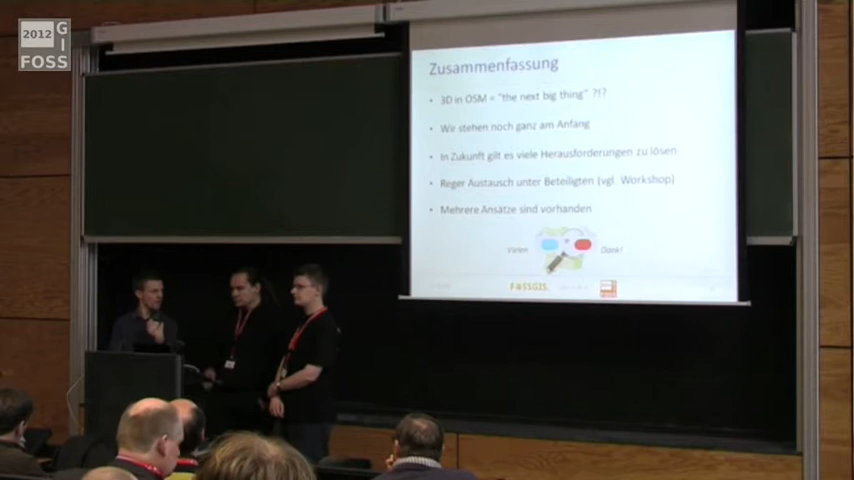 2012
GI
FOSS
Zusammenfassung
• 3D in OSM = "the next big thing" ?!?
• Wir stehen noch ganz am Anfang
• In Zukunft gilt es viele Herausforderungen zu lösen
• Reger Austausch unter Beteiligten (vgl. Workshop)
• Mehrere Ansätze sind vorhanden
Vielen Dank!
FOSSGIS